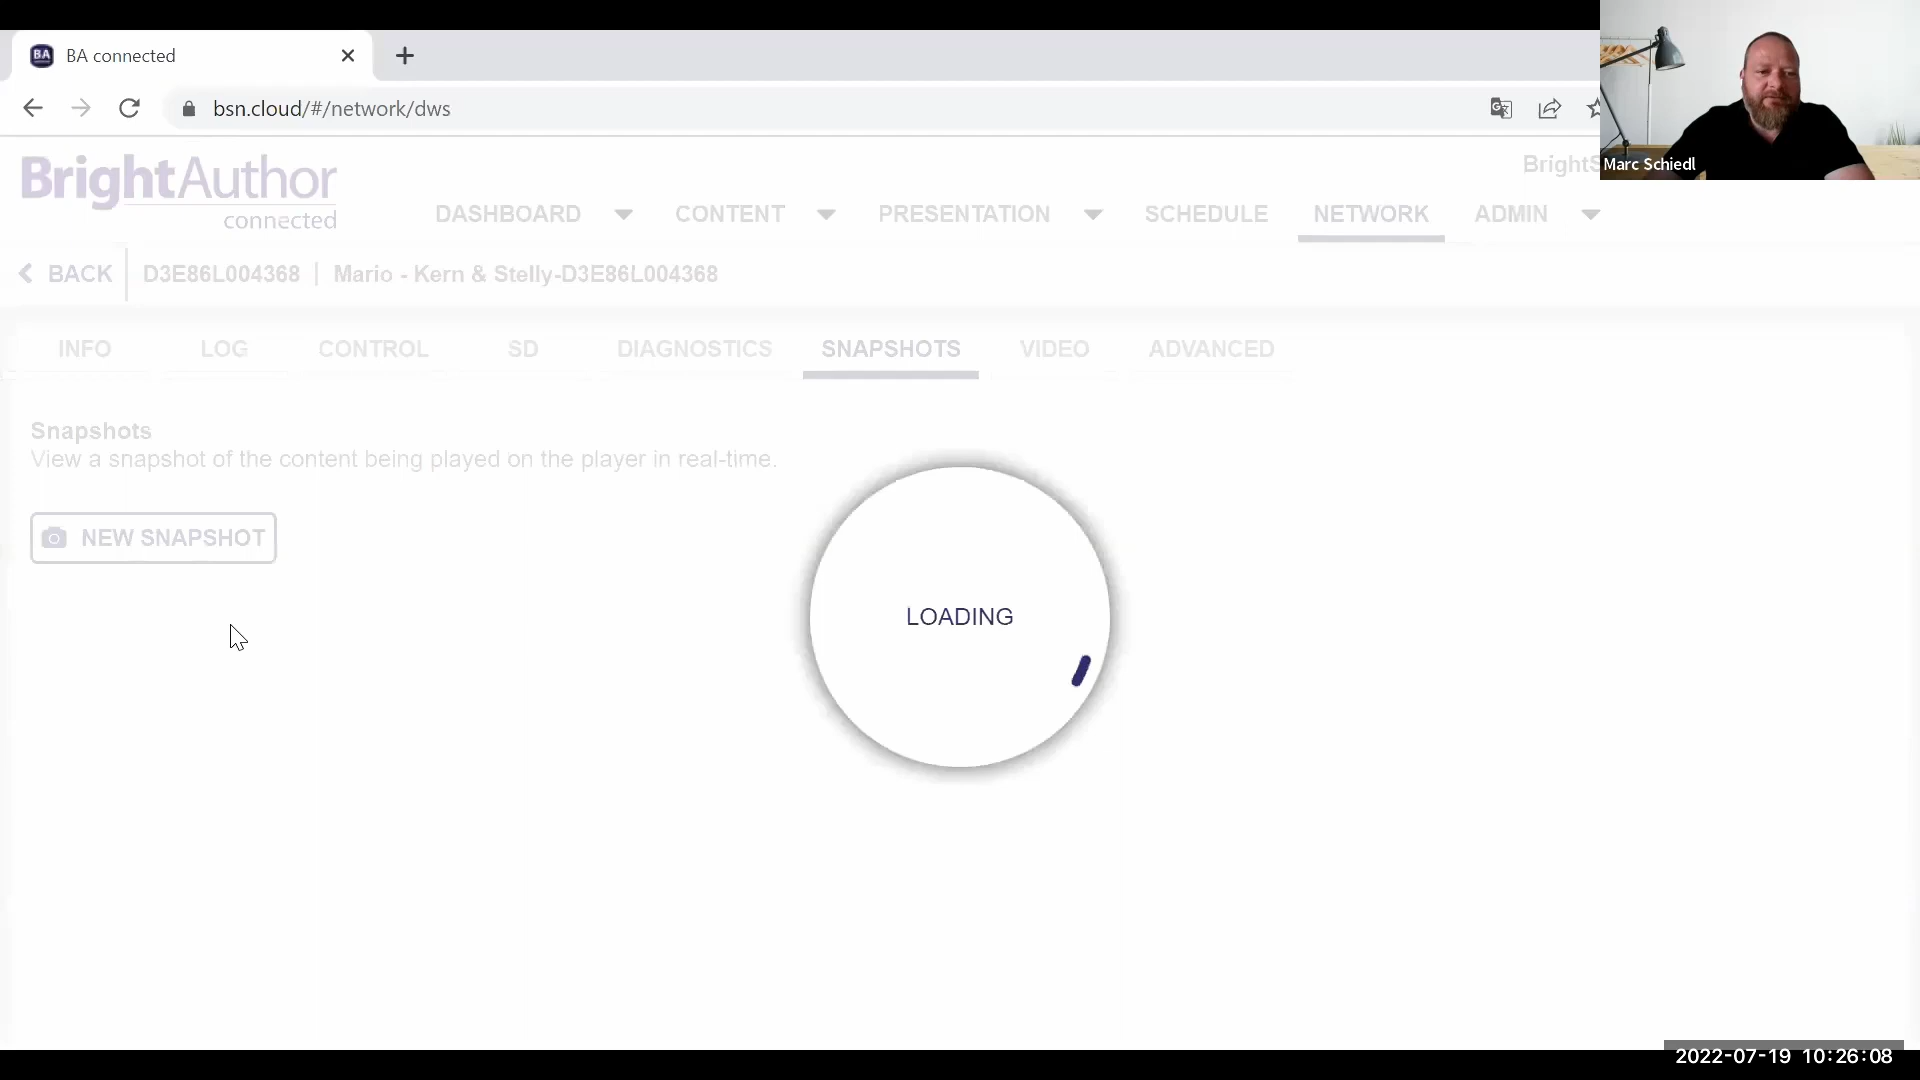 BA BA connected
bsn.cloud/#/network/dws
BrightAuthor
connected
Marc Schiedl
DASHBOARD CONTENT PRESENTATION SCHEDULE NETWORK ADMIN
BACK D3E86L004368 | Mario - Kern & Stelly-D3E86L004368
INFO LOG CONTROL SD DIAGNOSTICS SNAPSHOTS VIDEO ADVANCED
Snapshots
View a snapshot of the content being played on the player in real-time.
NEW SNAPSHOT
LOADING
2022-07-19 10:26:08